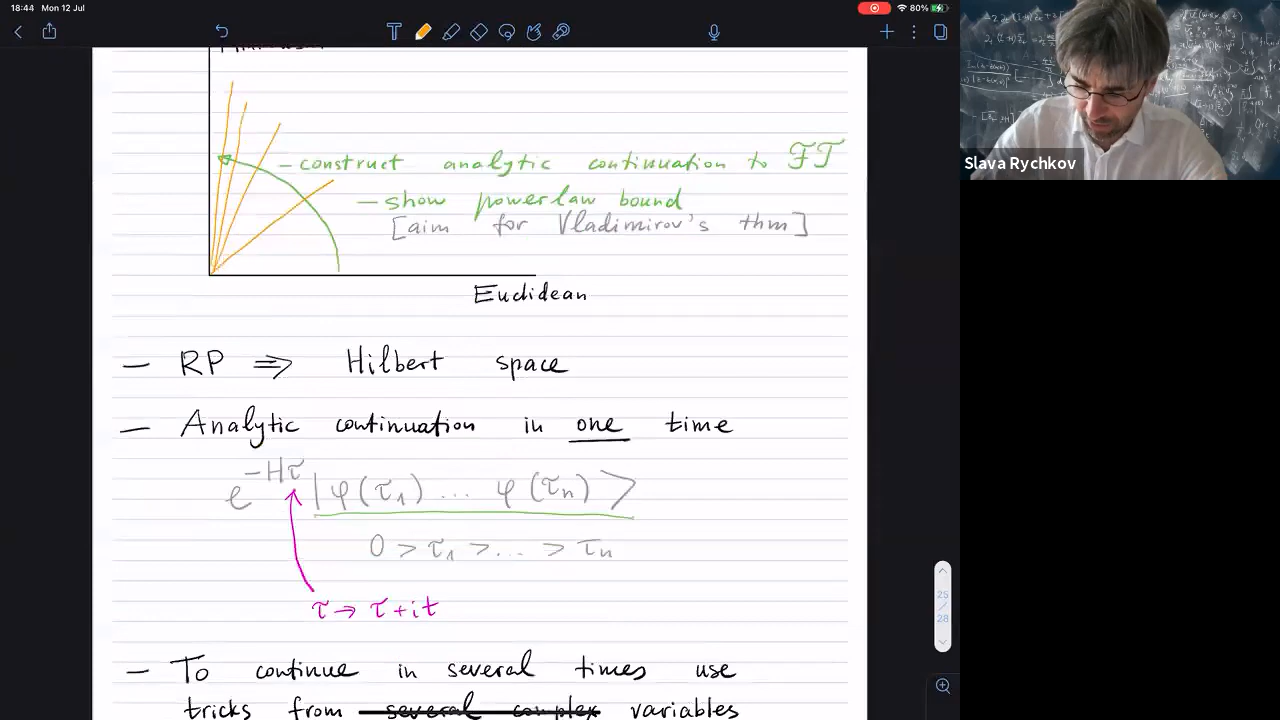 18:44 Mon 12 Jul
80%
– construct analytic continuation to FT
– show powerlaw bound
[aim for Vladimirov's thm]
Euclidean
– RP ⇒ Hilbert space
– Analytic continuation in one time
e^{-Hτ} |φ(τ₁) ... φ(τₙ)>
0 > τ₁ > ... > τₙ
τ → τ+it
– To continue in several times use
tricks from several complex variables
25
/
28
Slava Rychkov